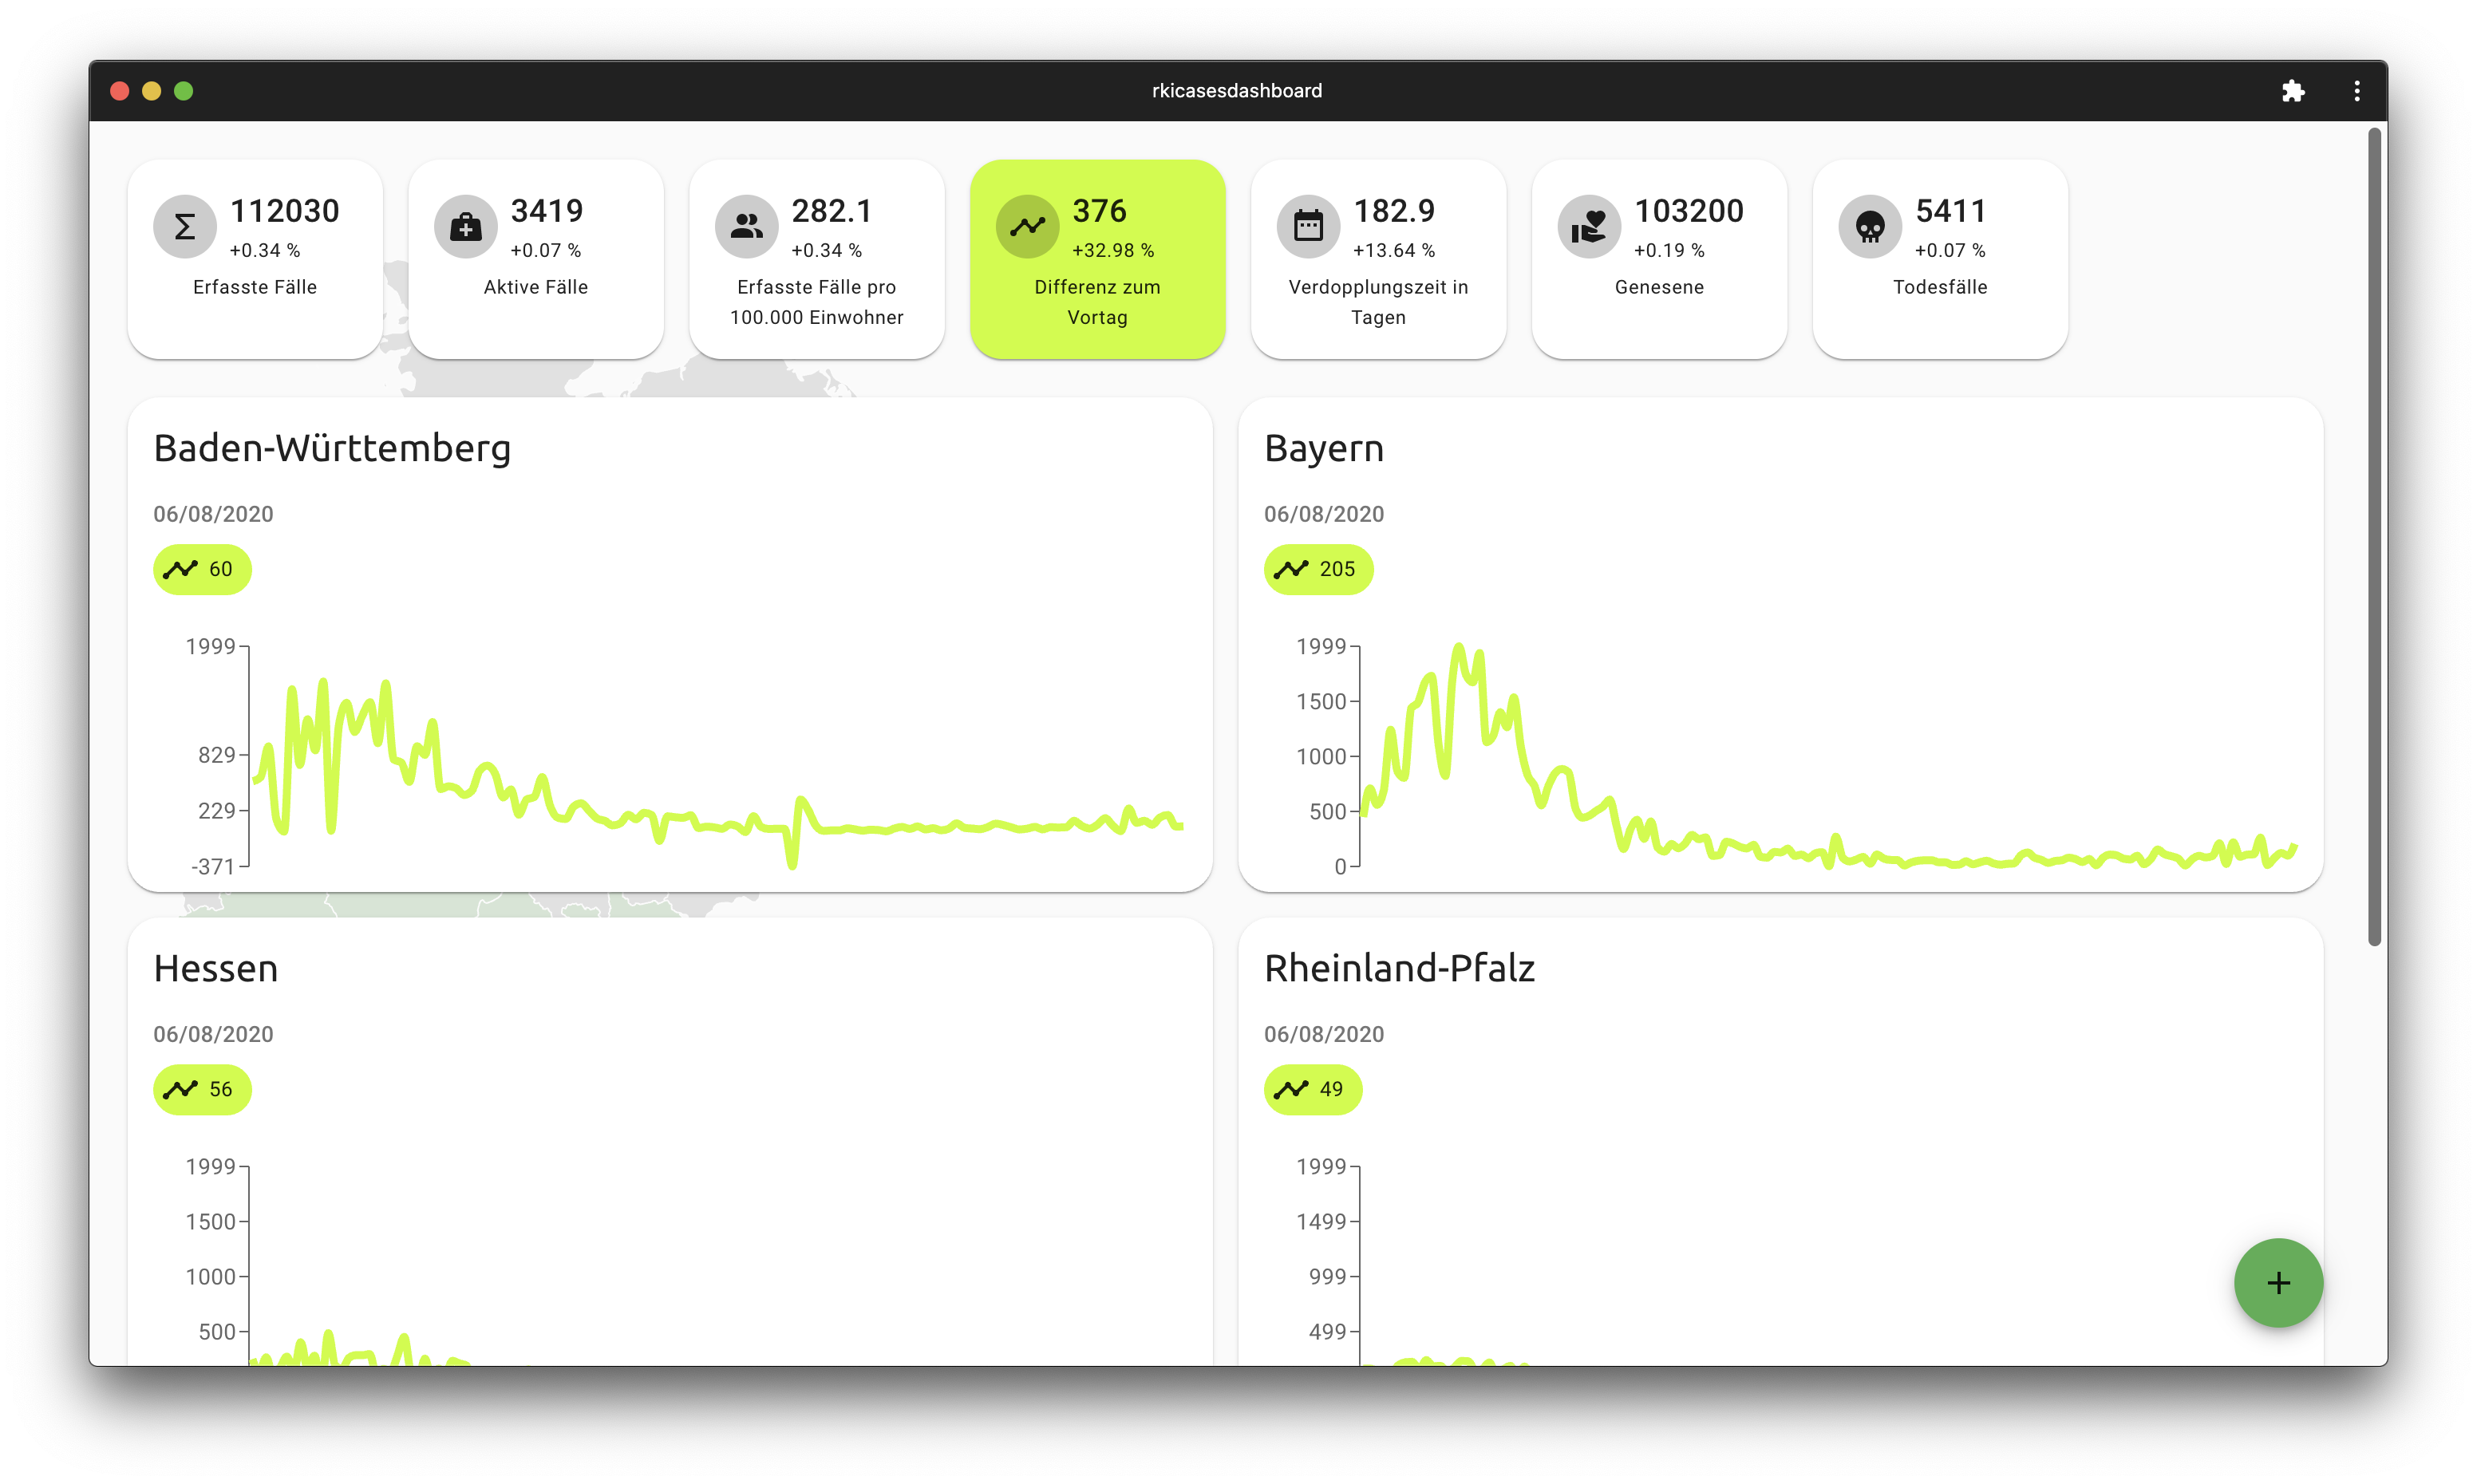 rkicasesdashboard
112030
+0.34 %
Erfasste Fälle
3419
+0.07 %
Aktive Fälle
282.1
+0.34 %
Erfasste Fälle pro
100.000 Einwohner
376
+32.98 %
Differenz zum
Vortag
182.9
+13.64 %
Verdopplungszeit in
Tagen
103200
+0.19 %
Genesene
5411
+0.07 %
Todesfälle
Baden-Württemberg
06/08/2020
60
1999
829
229
-371
Bayern
06/08/2020
205
1999
1500
1000
500
0
Hessen
06/08/2020
56
1999
1500
1000
500
Rheinland-Pfalz
06/08/2020
49
1999
1499
999
499